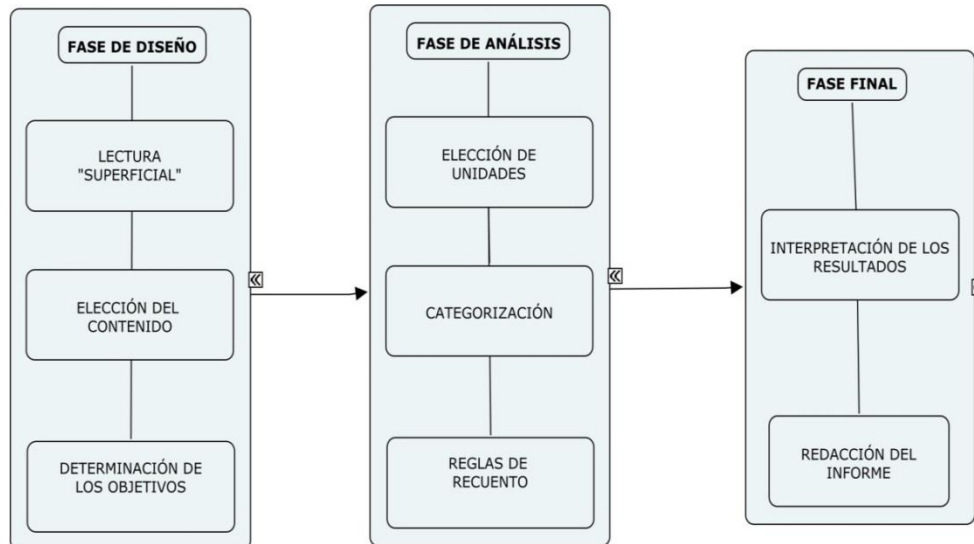 FASE DE DISEÑO
LECTURA
"SUPERFICIAL"
ELECCIÓN DEL
CONTENIDO
DETERMINACIÓN DE
LOS OBJETIVOS
FASE DE ANÁLISIS
ELECCIÓN DE
UNIDADES
CATEGORIZACIÓN
REGLAS DE
RECUENTO
FASE FINAL
INTERPRETACIÓN DE LOS
RESULTADOS
REDACCIÓN DEL
INFORME